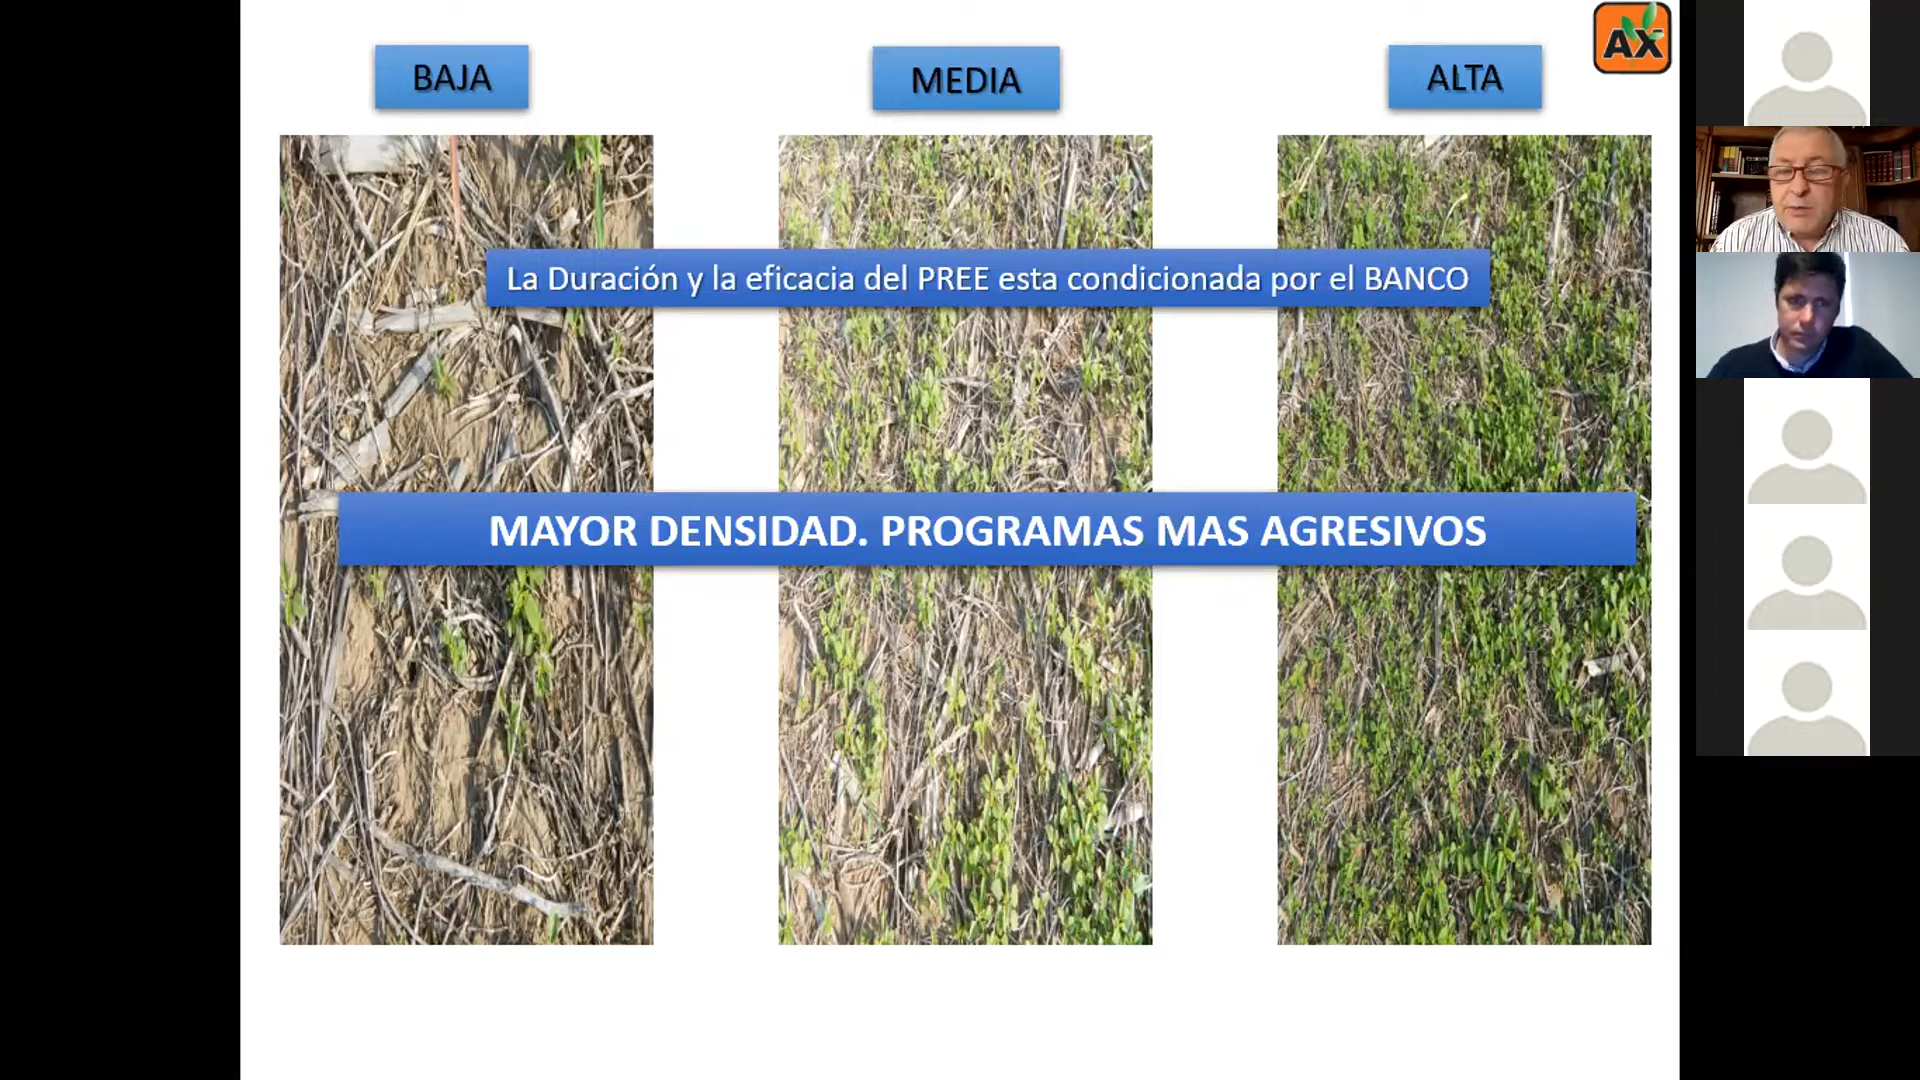 BAJA
MEDIA
ALTA
AX
La Duración y la eficacia del PREE esta condicionada por el BANCO
MAYOR DENSIDAD. PROGRAMAS MAS AGRESIVOS